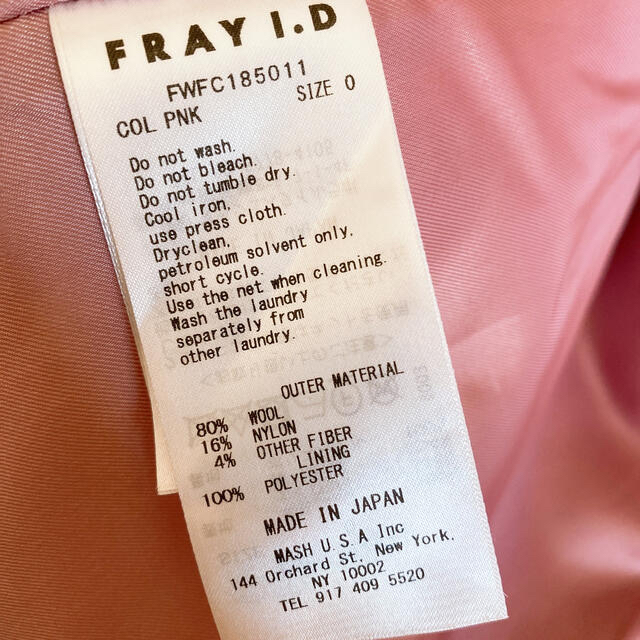 FRAY I.D
FWFC185011
COL PNK SIZE 0
Do not wash.
Do not bleach.
Do not tumble dry.
Cool iron.
use press cloth.
Dryclean.
petroleum solvent only.
short cycle.
Use the net when cleaning.
Wash the laundry
separately from
other laundry.
OUTER MATERIAL
80% WOOL
16% NYLON
4% OTHER FIBER
LINING
100% POLYESTER
MADE IN JAPAN
MASH U.S.A Inc
144 Orchard St. New York.
NY 10002
TEL 917 409 5520